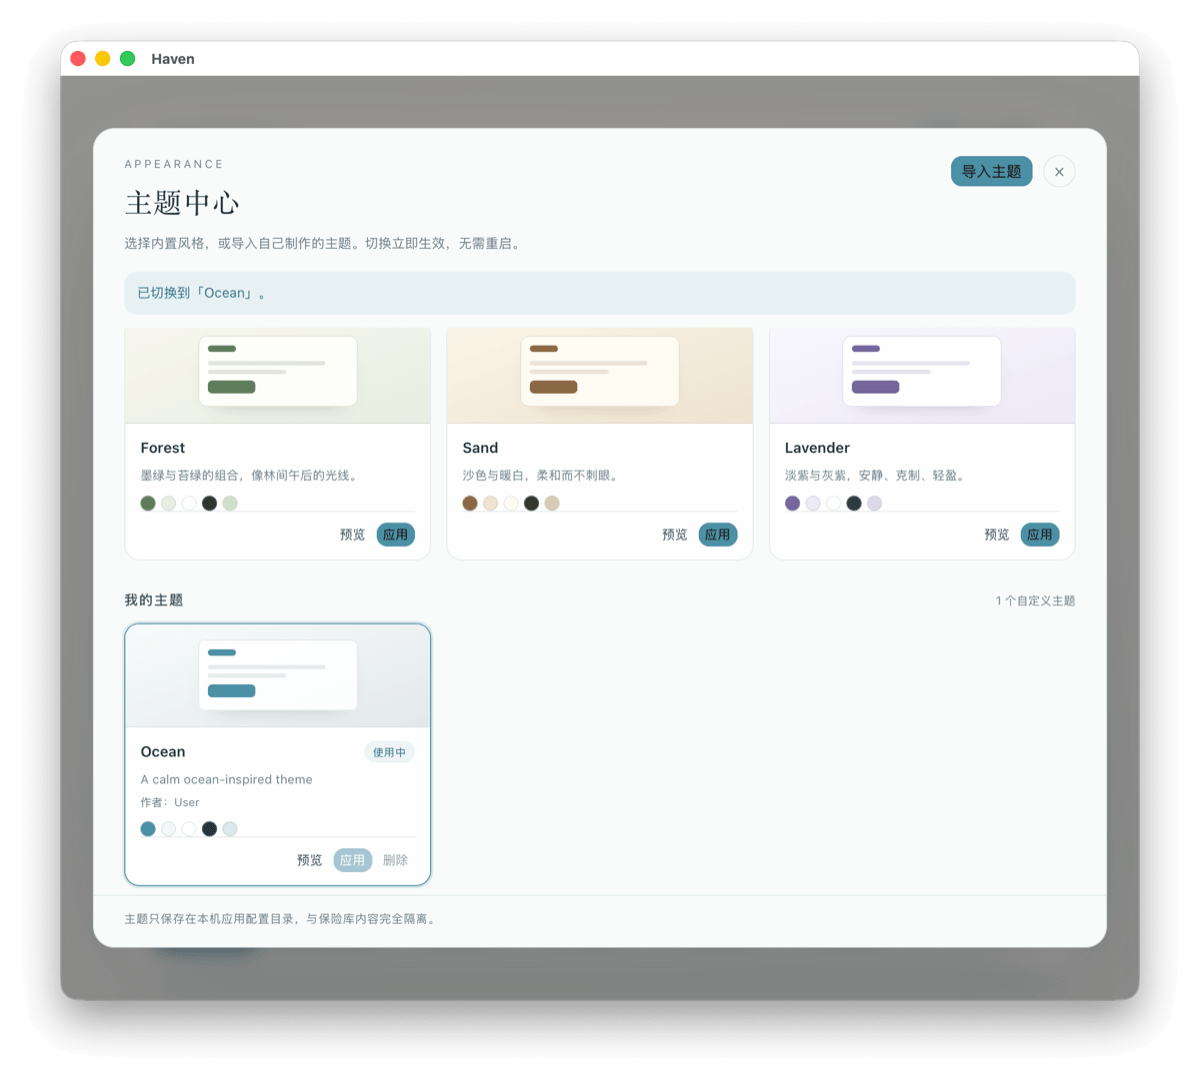 Haven
APPEARANCE
导入主题
×
主题中心
选择内置风格，或导入自己制作的主题。切换立即生效，无需重启。
已切换到「Ocean」。
Forest
墨绿与苔绿的组合，像林间午后的光线。
预览 应用
Sand
沙色与暖白，柔和而不刺眼。
预览 应用
Lavender
淡紫与灰紫，安静、克制、轻盈。
预览 应用
我的主题
1 个自定义主题
Ocean
使用中
A calm ocean-inspired theme
作者：User
预览 应用 删除
主题只保存在本机应用配置目录，与保险库内容完全隔离。